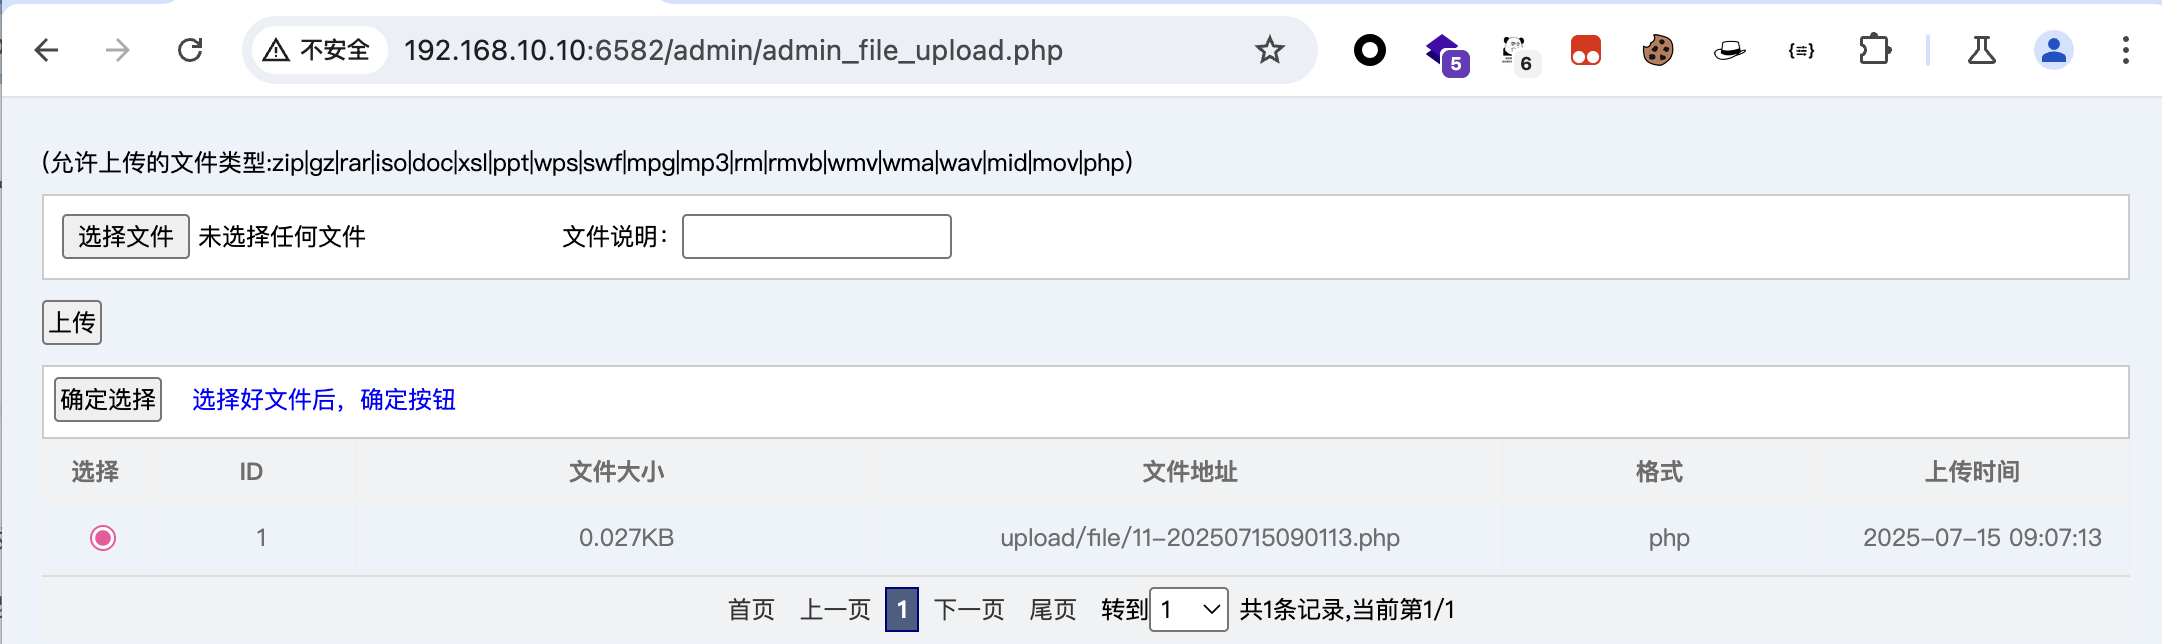 不安全 192.168.10.10:6582/admin/admin_file_upload.php 5 6
(允许上传的文件类型:zip|gz|rar|iso|doc|xsl|ppt|wps|swf|mpg|mp3|rm|rmvb|wmv|wma|wav|mid|mov|php)
选择文件 未选择任何文件 文件说明：
上传
确定选择 选择好文件后，确定按钮
选择 ID 文件大小 文件地址 格式 上传时间
1 0.027KB upload/file/11-20250715090113.php php 2025-07-15 09:07:13
首页 上一页 1 下一页 尾页 转到 1 共1条记录,当前第1/1